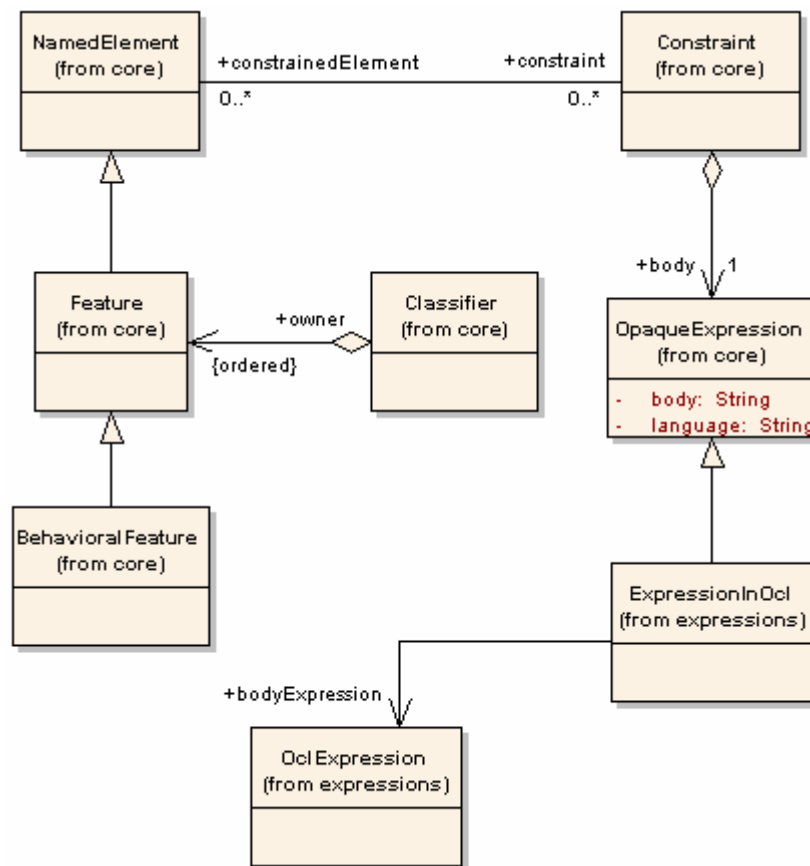 NamedElement
(from core)
+constrainedElement
+constraint
0..*
0..*
Constraint
(from core)
+body
1
Feature
(from core)
+owner
{ordered}
Classifier
(from core)
OpaqueExpression
(from core)
- body: String
- language: String
BehavioralFeature
(from core)
ExpressionInOcl
(from expressions)
+bodyExpression
OclExpression
(from expressions)